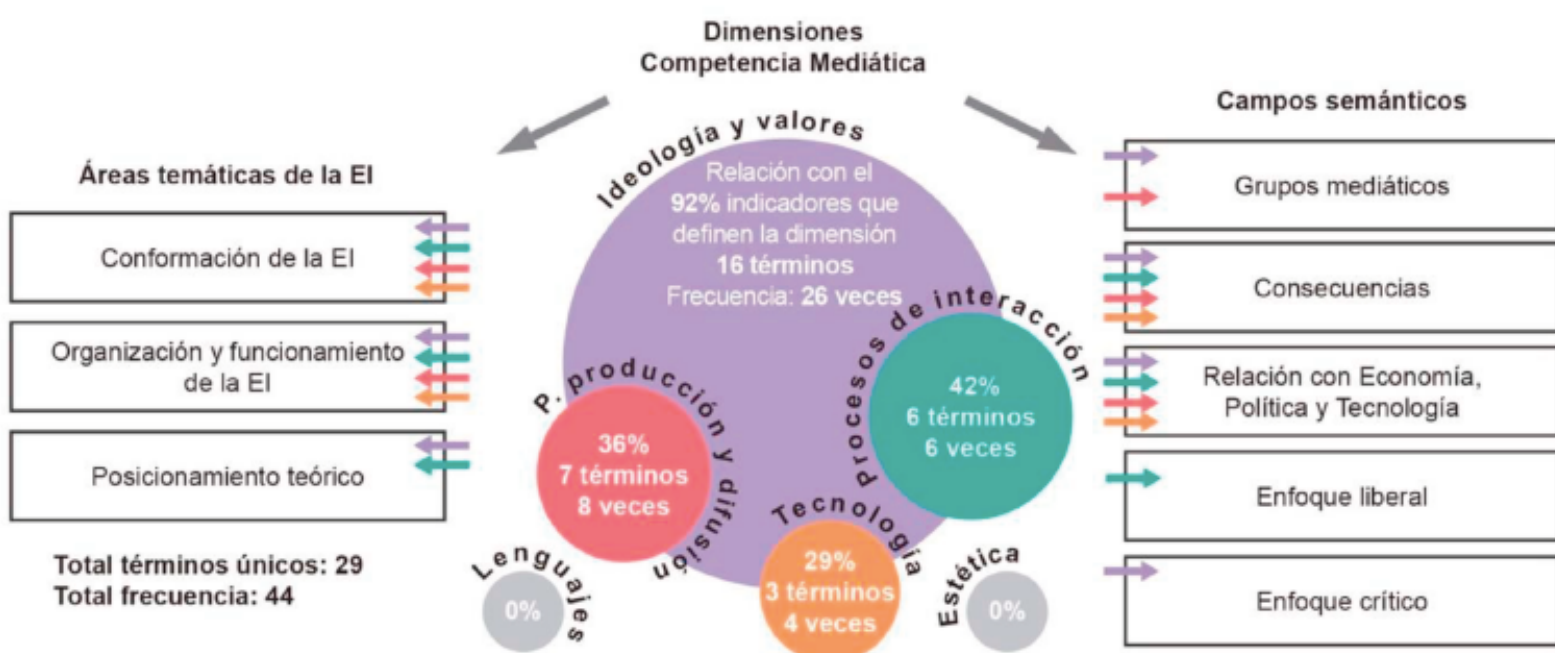 Dimensiones
Competencia Mediática
Áreas temáticas de la EI
Conformación de la EI
Organización y funcionamiento
de la EI
Posicionamiento teórico
Total términos únicos: 29
Total frecuencia: 44
Ideología y valores
Relación con el
92% indicadores que
definen la dimensión
16 términos
Frecuencia: 26 veces
Procesos de interacción
42%
6 términos
6 veces
P. producción y difusión
36%
7 términos
8 veces
Tecnología
29%
3 términos
4 veces
Lenguajes
0%
Estética
0%
Campos semánticos
Grupos mediáticos
Consecuencias
Relación con Economía,
Política y Tecnología
Enfoque liberal
Enfoque crítico